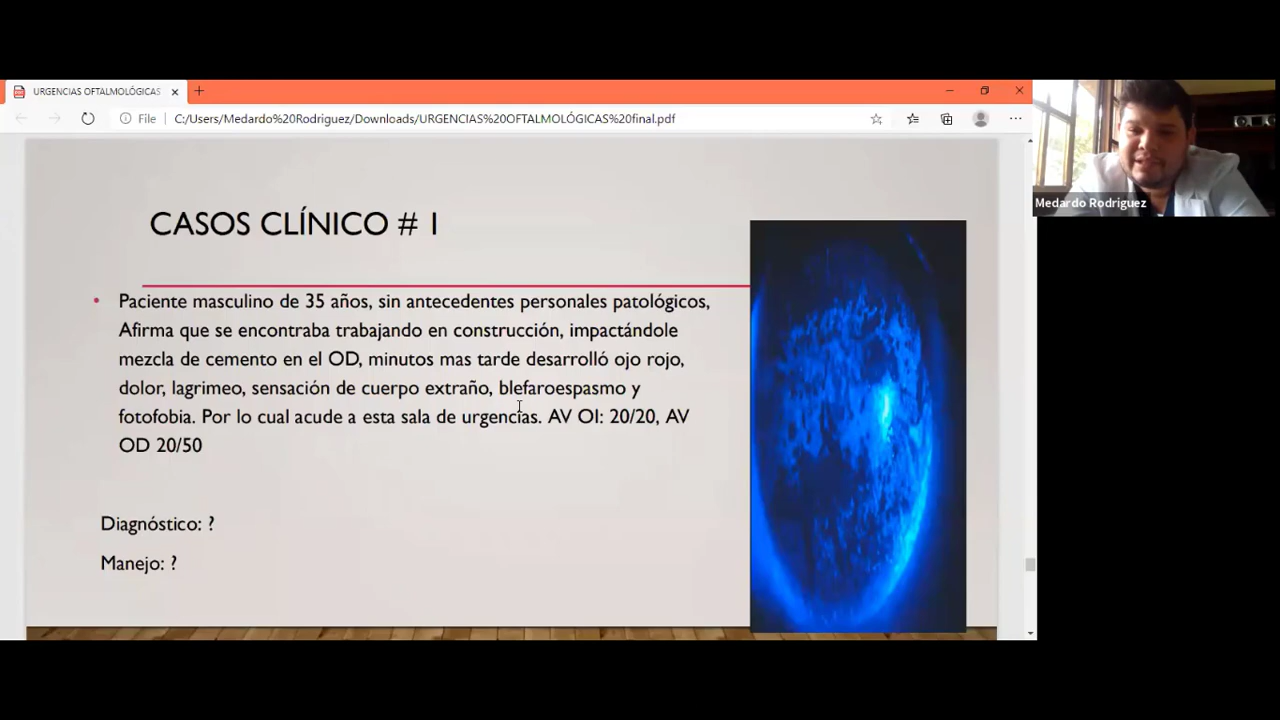 URGENCIAS OFTALMOLÓGICAS
File
C:/Users/Medardo%20Rodriguez/Downloads/URGENCIAS%20OFTALMOLÓGICAS%20final.pdf
Medardo Rodriguez
CASOS CLÍNICO # 1
• Paciente masculino de 35 años, sin antecedentes personales patológicos,
Afirma que se encontraba trabajando en construcción, impactándole
mezcla de cemento en el OD, minutos mas tarde desarrolló ojo rojo,
dolor, lagrimeo, sensación de cuerpo extraño, blefaroespasmo y
fotofobia. Por lo cual acude a esta sala de urgencias. AV OI: 20/20, AV
OD 20/50
Diagnóstico: ?
Manejo: ?